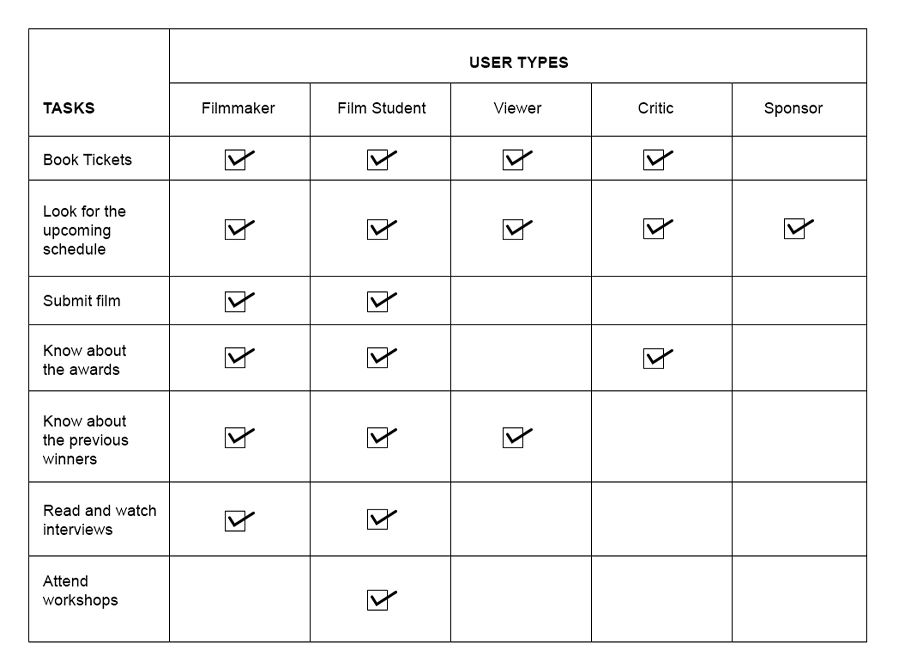 USER TYPES
TASKS
Filmmaker
Film Student
Viewer
Critic
Sponsor
Book Tickets
Look for the
upcoming
schedule
Submit film
Know about
the awards
Know about
the previous
winners
Read and watch
interviews
Attend
workshops